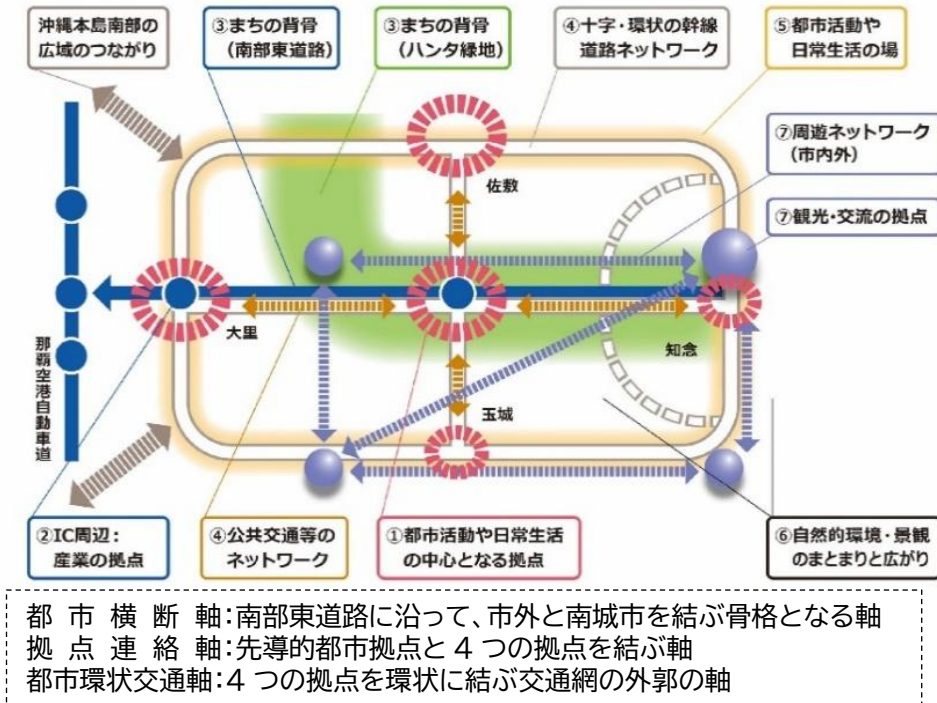 沖縄本島南部の
広域のつながり
③まちの背骨
(南部東道路)
③まちの背骨
(ハンタ緑地)
④十字・環状の幹線
道路ネットワーク
⑤都市活動や
日常生活の場
⑦周遊ネットワーク
(市内外)
⑦観光・交流の拠点
佐敷
大里
知念
玉城
那覇空港自動車道
②IC周辺:
産業の拠点
④公共交通等の
ネットワーク
①都市活動や日常生活
の中心となる拠点
⑥自然的環境・景観
のまとまりと広がり
都市横断軸:南部東道路に沿って、市外と南城市を結ぶ骨格となる軸
拠点連絡軸:先導的都市拠点と4つの拠点を結ぶ軸
都市環状交通軸:4つの拠点を環状に結ぶ交通網の外郭の軸